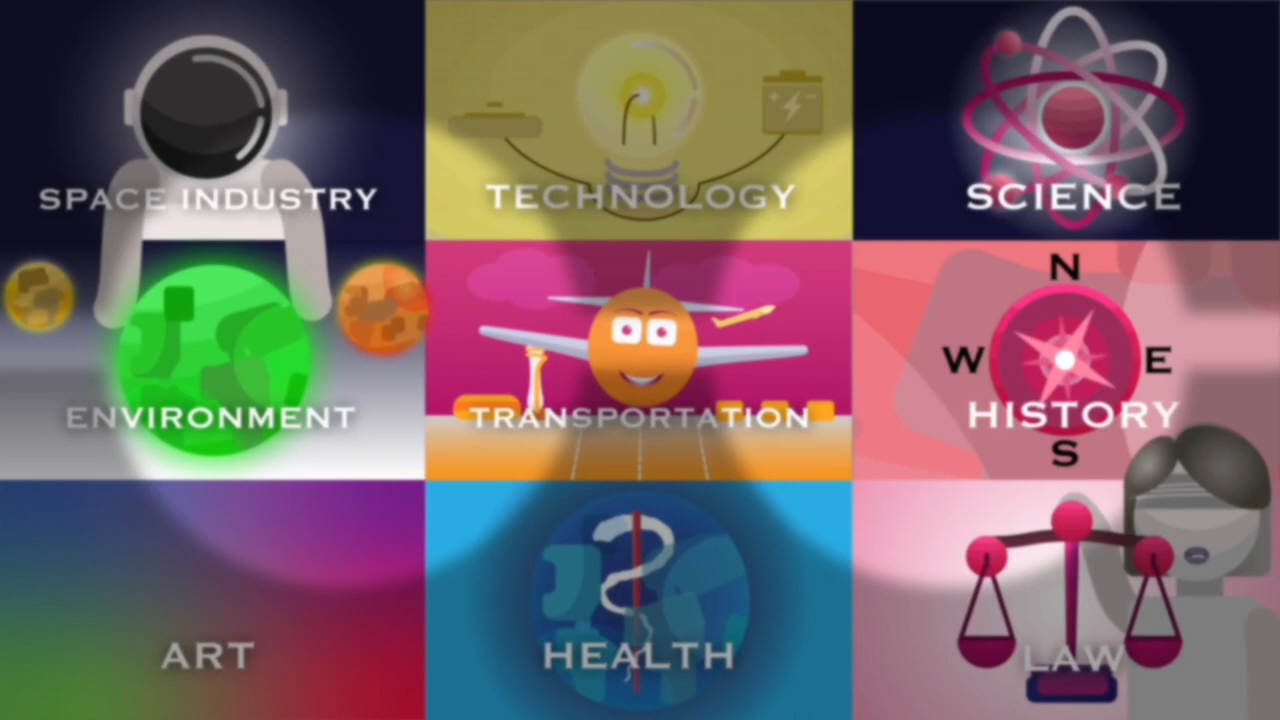 SPACE INDUSTRY
TECHNOLOGY
SCIENCE
ENVIRONMENT
TRANSPORTATION
N
W E
HISTORY
S
ART
HEALTH
LAW